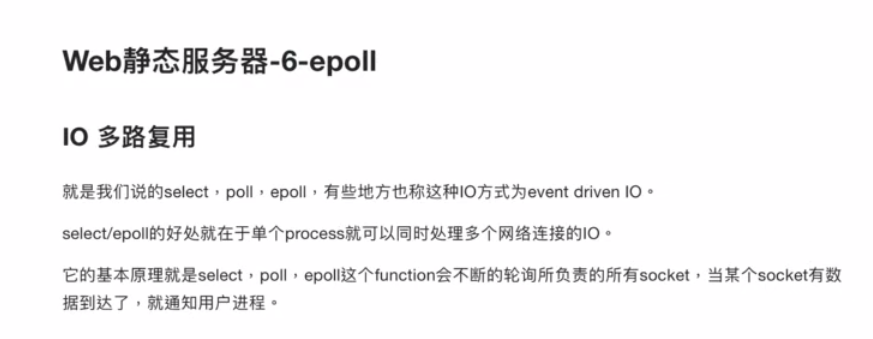 Web静态服务器-6-epoll
IO 多路复用
就是我们说的select，poll，epoll，有些地方也称这种IO方式为event driven IO。
select/epoll的好处就在于单个process就可以同时处理多个网络连接的IO。
它的基本原理就是select，poll，epoll这个function会不断的轮询所负责的所有socket，当某个socket有数
据到达了，就通知用户进程。